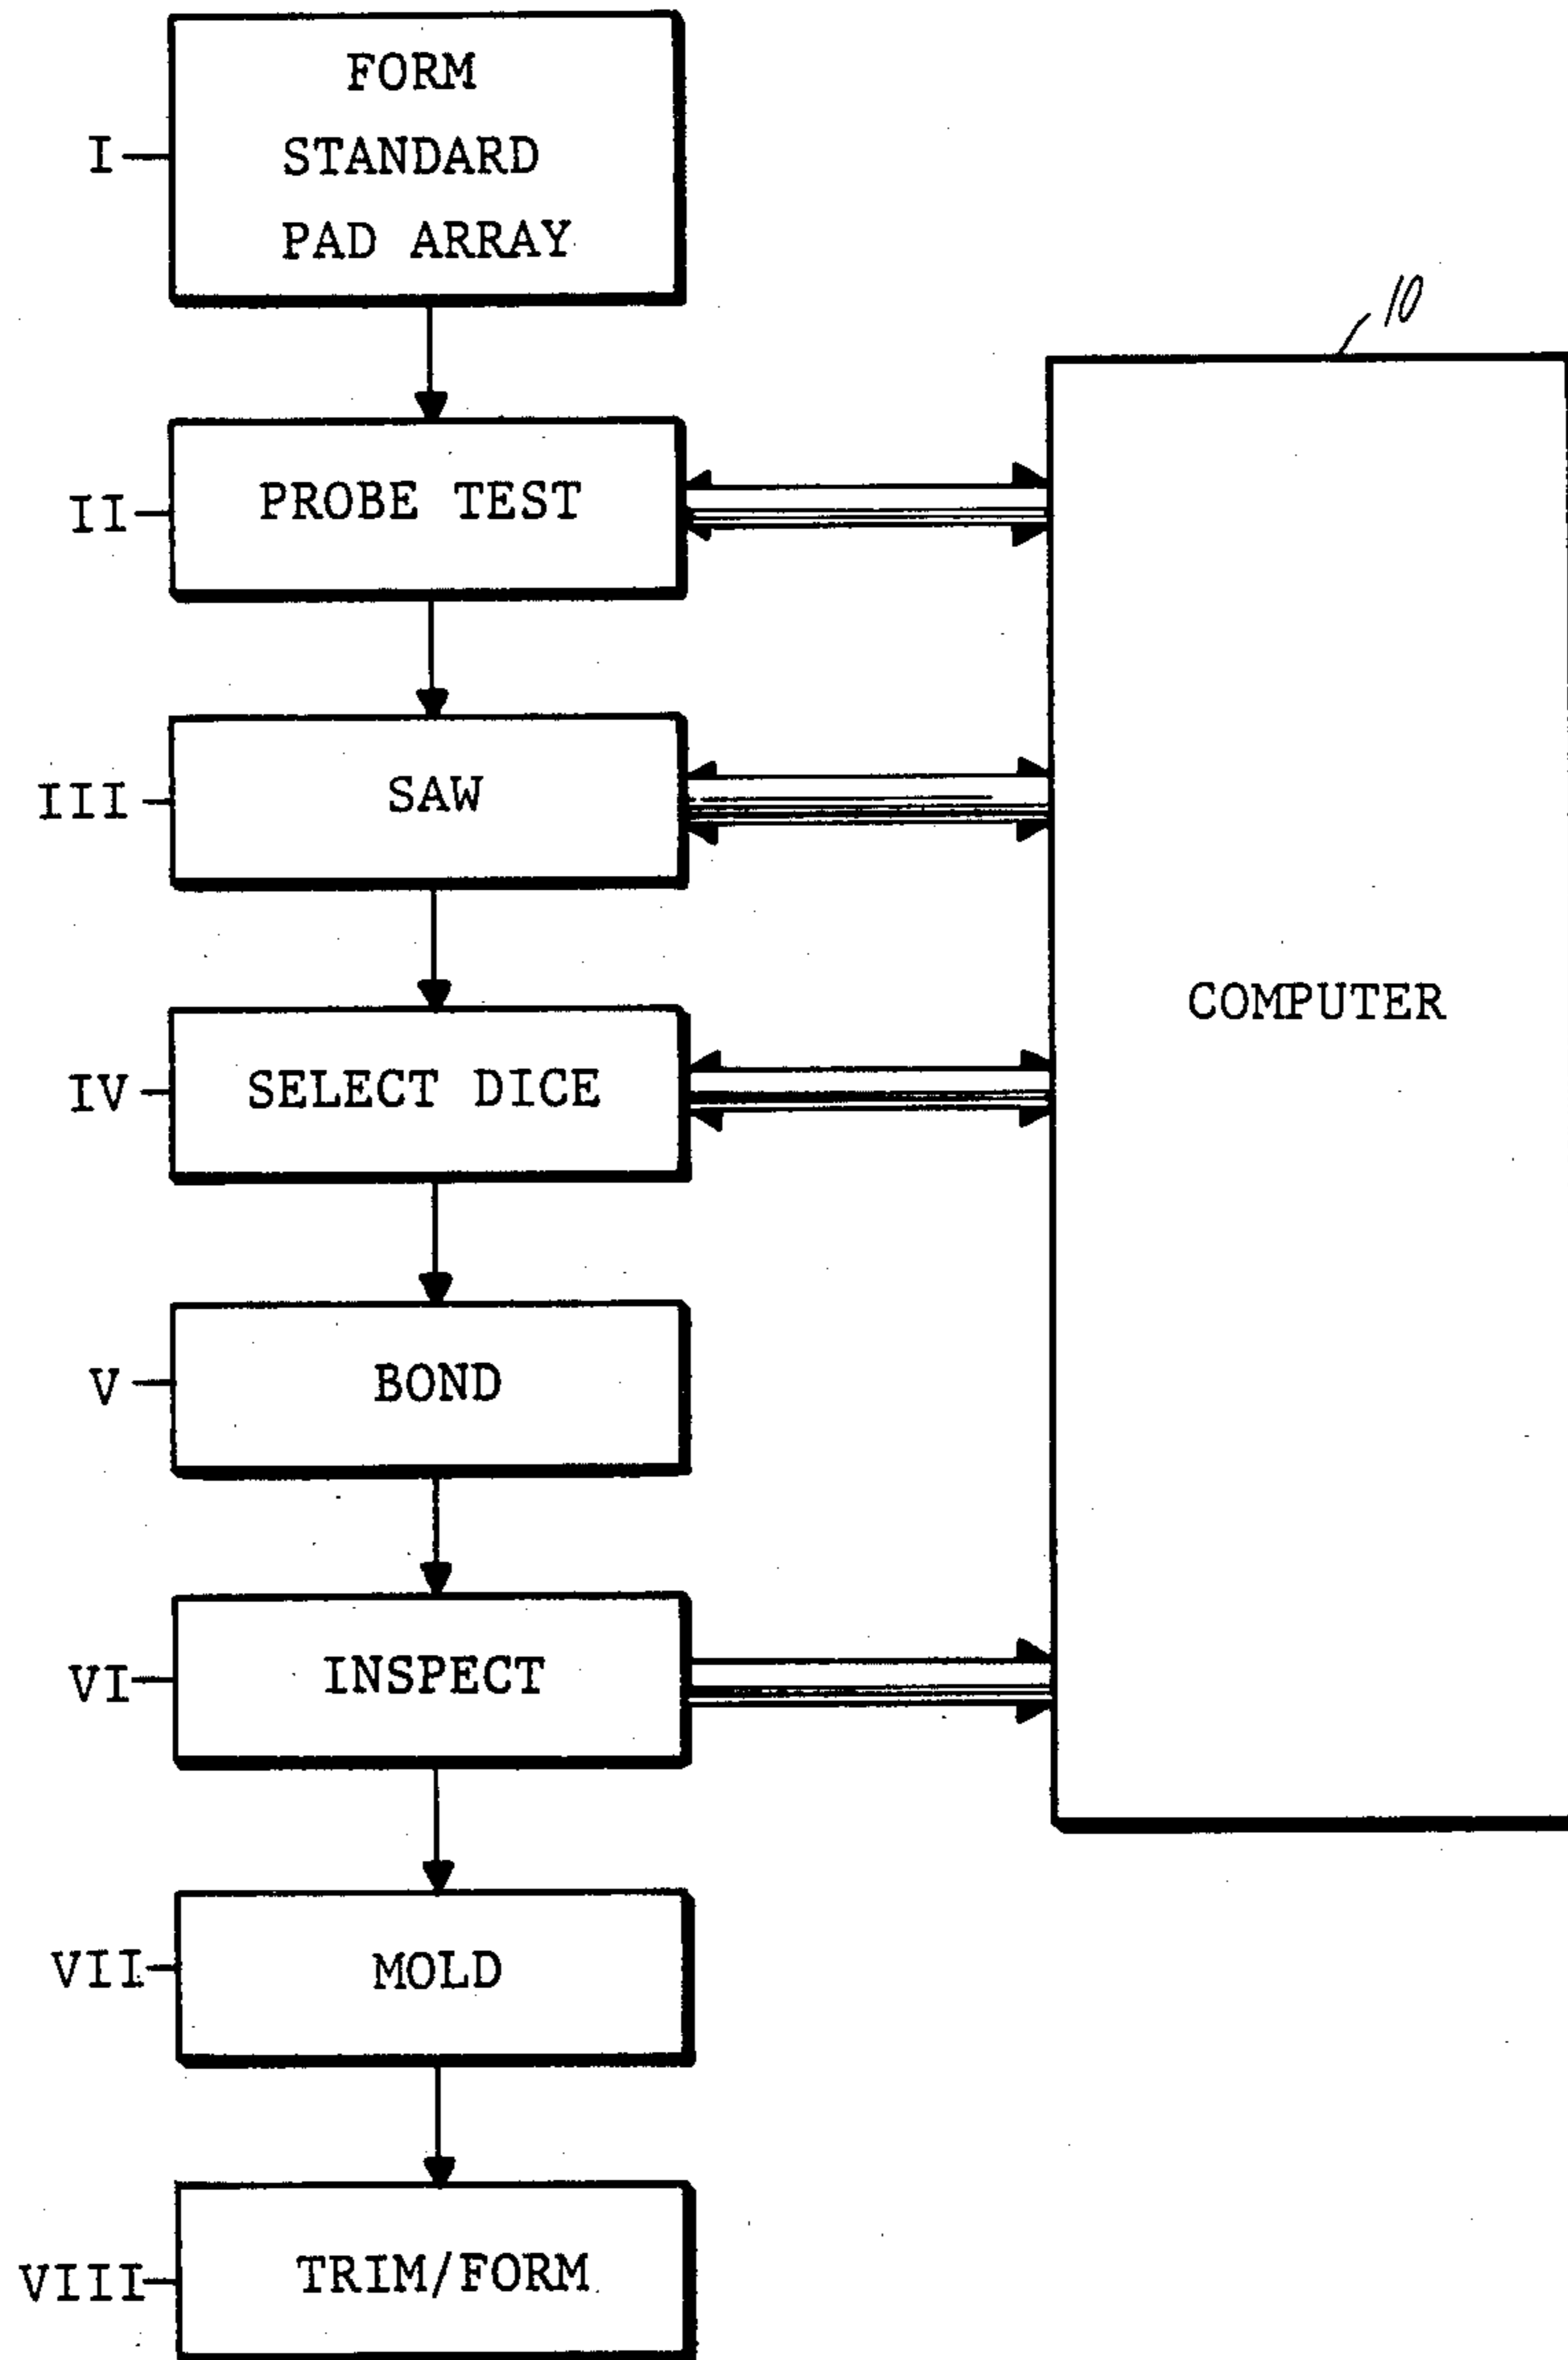 FORM
I STANDARD
PAD ARRAY
10
II PROBE TEST
III SAW
COMPUTER
IV SELECT DICE
V BOND
VI INSPECT
VII MOLD
VIII TRIM/FORM